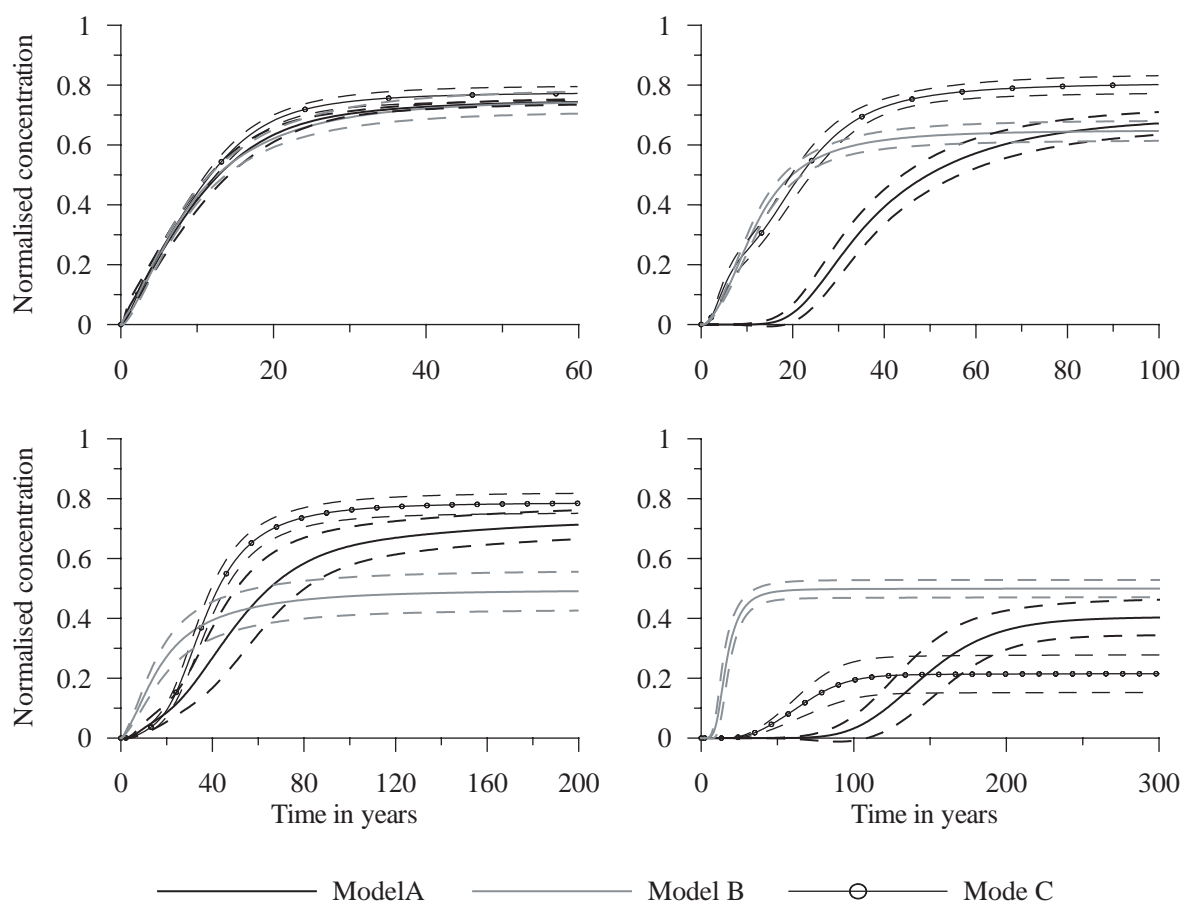 Normalised concentration
1
0.8
0.6
0.4
0.2
0
0 20 40 60
1
0.8
0.6
0.4
0.2
0
0 20 40 60 80 100
Normalised concentration
1
0.8
0.6
0.4
0.2
0
0 40 80 120 160 200
Time in years
1
0.8
0.6
0.4
0.2
0
0 100 200 300
Time in years
ModelA Model B Mode C